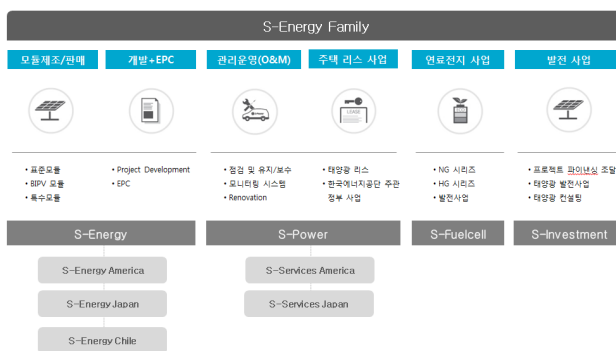 S-Energy Family
모듈제조/판매
개발+EPC
관리운영(O&M)
주택 리스 사업
연료전지 사업
발전 사업
USAGE
• 표준모듈
• BIPV 모듈
• 특수모듈
• Project Development
• EPC
• 점검 및 유지/보수
• 모니터링 시스템
• Renovation
• 태양광 리스
• 한국에너지공단 주관
정부 사업
• NG 시리즈
• HG 시리즈
• 발전사업
• 프로젝트 파이낸싱 조달
• 태양광 발전사업
• 태양광 컨설팅
S-Energy
S-Power
S-Fuelcell
S-Investment
S-Energy America
S-Services America
S-Energy Japan
S-Services Japan
S-Energy Chile